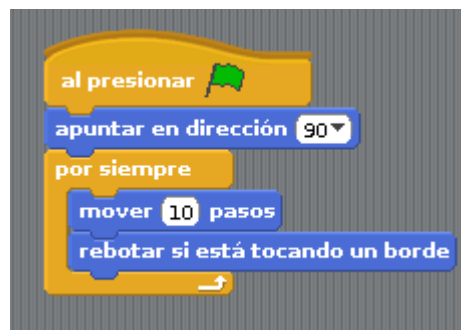 al presionar
apuntar en dirección 90
por siempre
mover 10 pasos
rebotar si está tocando un borde